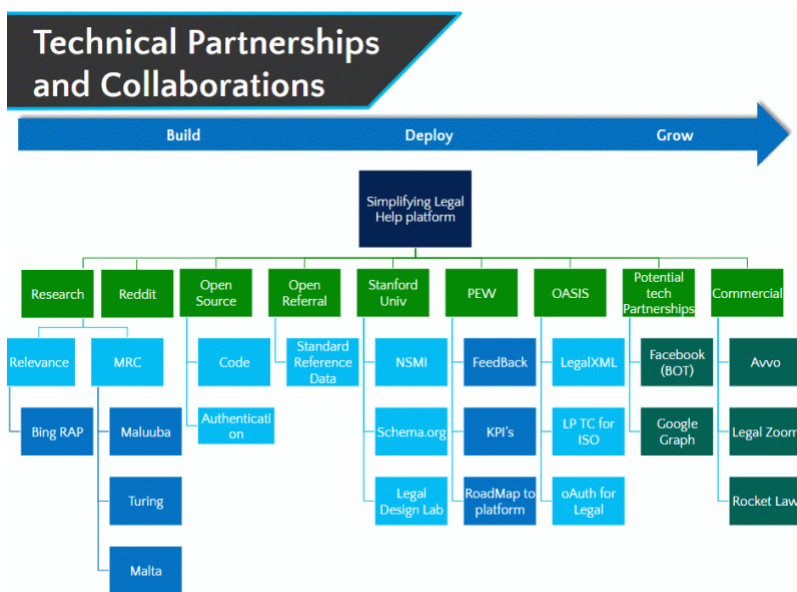 Technical Partnerships
and Collaborations
Build
Deploy
Grow
Simplifying Legal
Help platform
Research
Reddit
Open
Source
Open
Referral
Stanford
Univ
PEW
OASIS
Potential
tech
Partnerships
Commercial
Relevance
MRC
Code
Standard
Reference
Data
NSMI
FeedBack
LegalXML
Facebook
(BOT)
Avvo
Bing RAP
Maluuba
Authenticati
on
Schema.org
KPI's
LP TC for
ISO
Google
Graph
Legal Zoom
Turing
Legal
Design Lab
RoadMap to
platform
oAuth for
Legal
Rocket Law
Malta